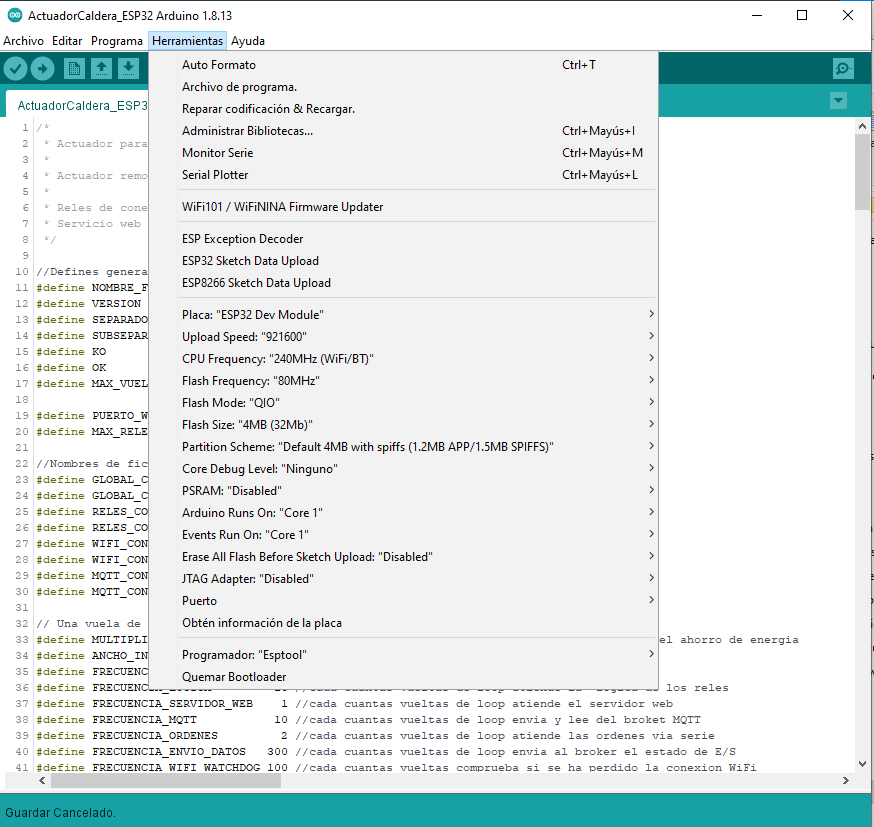 ActuadorCaldera_ESP32 Arduino 1.8.13
Archivo Editar Programa Herramientas Ayuda
Auto Formato Ctrl+T
Archivo de programa.
Reparar codificación & Recargar.
Administrar Bibliotecas... Ctrl+Mayús+I
Monitor Serie Ctrl+Mayús+M
Serial Plotter Ctrl+Mayús+L
WiFi101 / WiFiNINA Firmware Updater
ESP Exception Decoder
ESP32 Sketch Data Upload
ESP8266 Sketch Data Upload
Placa: "ESP32 Dev Module"
Upload Speed: "921600"
CPU Frequency: "240MHz (WiFi/BT)"
Flash Frequency: "80MHz"
Flash Mode: "QIO"
Flash Size: "4MB (32Mb)"
Partition Scheme: "Default 4MB with spiffs (1.2MB APP/1.5MB SPIFFS)"
Core Debug Level: "Ninguno"
PSRAM: "Disabled"
Arduino Runs On: "Core 1"
Events Run On: "Core 1"
Erase All Flash Before Sketch Upload: "Disabled"
JTAG Adapter: "Disabled"
Puerto
Obtén información de la placa
Programador: "Esptool"
Quemar Bootloader
ActuadorCaldera_ESP3
1 /*
2 * Actuador para
3 *
4 * Actuador remo
5 *
6 * Reles de cone
7 * Servicio web
8 */
9
10 //Defines genera
11 #define NOMBRE_F
12 #define VERSION
13 #define SEPARADO
14 #define SUBSEPAR
15 #define KO
16 #define OK
17 #define MAX_VUEL
18
19 #define PUERTO_W
20 #define MAX_RELE
21
22 //Nombres de fic
23 #define GLOBAL_C
24 #define GLOBAL_C
25 #define RELES_CO
26 #define RELES_CO
27 #define WIFI_CON
28 #define WIFI_CON
29 #define MQTT_CON
30 #define MQTT_CON
31
32 // Una vuela de
33 #define MULTIPLI el ahorro de energia
34 #define ANCHO_IN
35 #define FRECUENC
36 #define los reles
37 #define FRECUENCIA_SERVIDOR_WEB 1 //cada cuantas vueltas de loop atiende el servidor web
38 #define FRECUENCIA_MQTT 10 //cada cuantas vueltas de loop envia y lee del broket MQTT
39 #define FRECUENCIA_ORDENES 2 //cada cuantas vueltas de loop atiende las ordenes via serie
40 #define FRECUENCIA_ENVIO_DATOS 300 //cada cuantas vueltas de loop envia al broker el estado de E/S
41 #define FRECUENCIA_WIFI_WATCHDOG 100 //cada cuantas vueltas comprueba si se ha perdido la conexion WiFi
Guardar Cancelado.